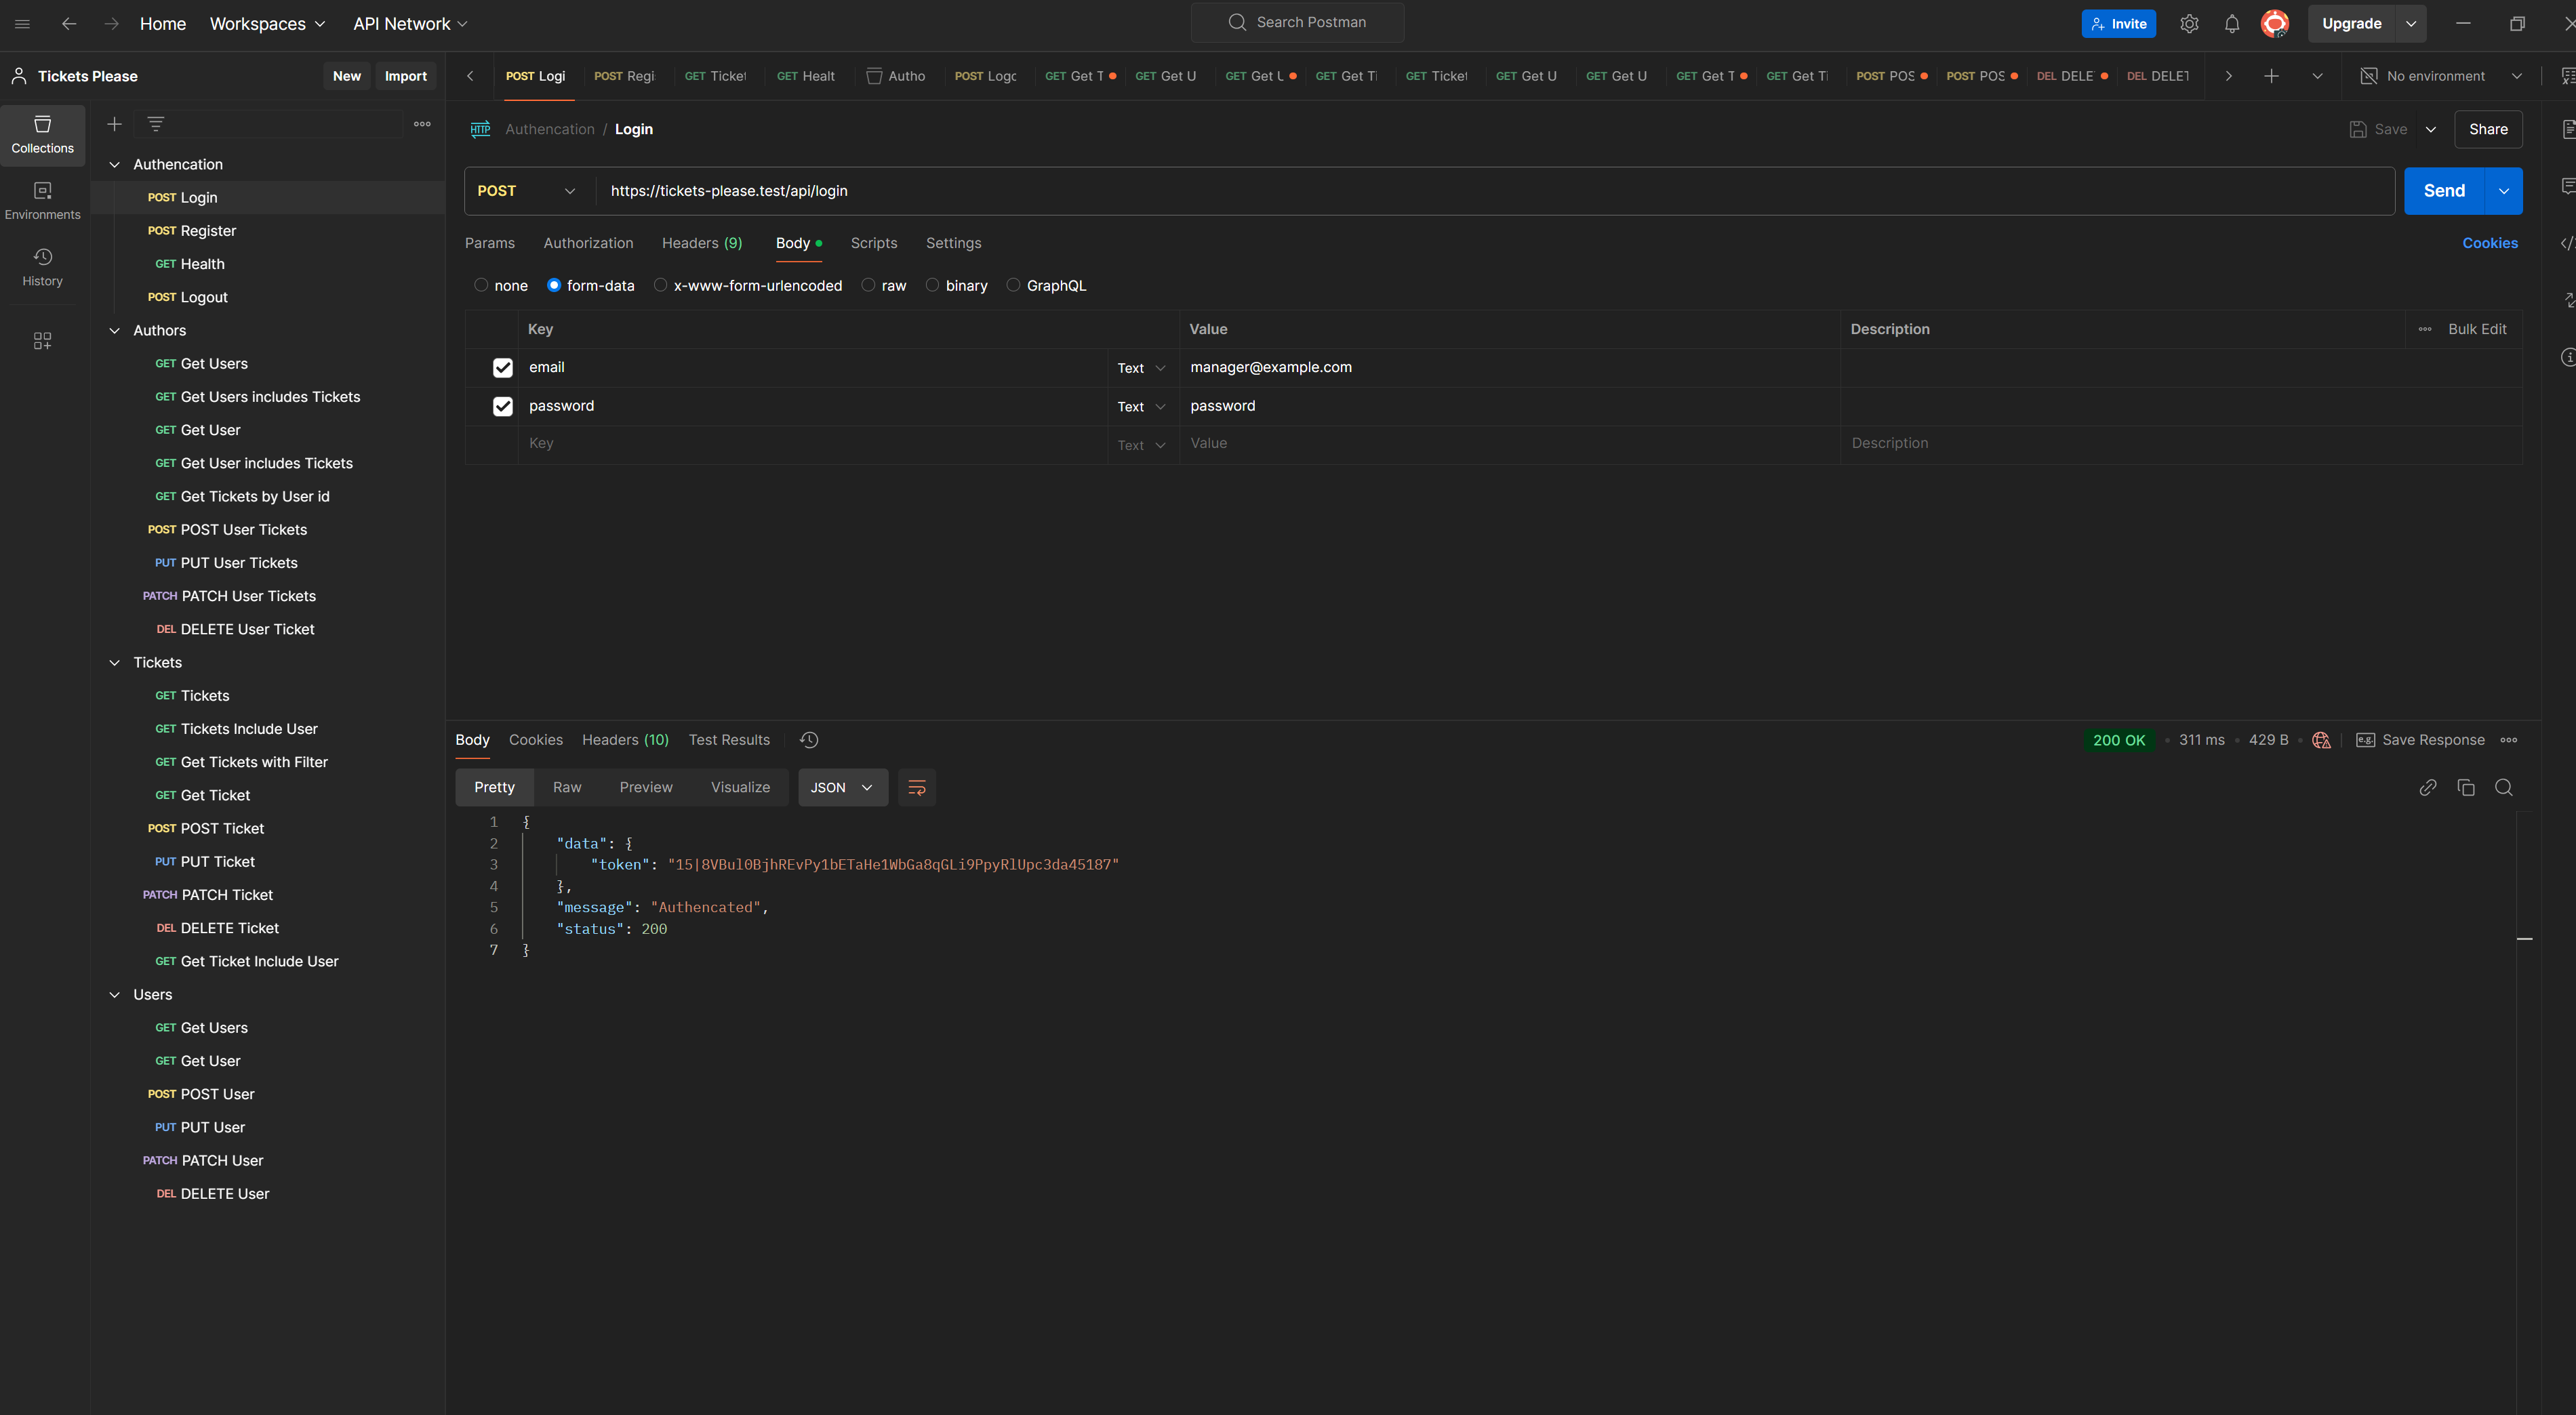 Home Workspaces API Network Search Postman Invite Upgrade
Tickets Please New Import
POST Logi POST Regi GET Ticket GET Healt Autho POST Logo GET Get T GET Get U GET Get U GET Get Ti GET Ticket GET Get U GET Get U GET Get T GET Get Ti POST POS POST POS DEL DELE DEL DELET No environment
Collections
Environments
History
Authencation
POST Login
POST Register
GET Health
POST Logout
Authors
GET Get Users
GET Get Users includes Tickets
GET Get User
GET Get User includes Tickets
GET Get Tickets by User id
POST POST User Tickets
PUT PUT User Tickets
PATCH PATCH User Tickets
DEL DELETE User Ticket
Tickets
GET Tickets
GET Tickets Include User
GET Get Tickets with Filter
GET Get Ticket
POST POST Ticket
PUT PUT Ticket
PATCH PATCH Ticket
DEL DELETE Ticket
GET Get Ticket Include User
Users
GET Get Users
GET Get User
POST POST User
PUT PUT User
PATCH PATCH User
DEL DELETE User
HTTP Authencation / Login Save Share
POST https://tickets-please.test/api/login Send
Params Authorization Headers (9) Body Scripts Settings Cookies
none form-data x-www-form-urlencoded raw binary GraphQL
Key Value Description Bulk Edit
email Text manager@example.com
password Text password
Key Text Value Description
Body Cookies Headers (10) Test Results 200 OK 311 ms 429 B e.g. Save Response
Pretty Raw Preview Visualize JSON
1 {
2 "data": {
3 "token": "15|8VBul0BjhREvPy1bETaHe1WbGa8qGLi9PpyRlUpc3da45187"
4 },
5 "message": "Authencated",
6 "status": 200
7 }